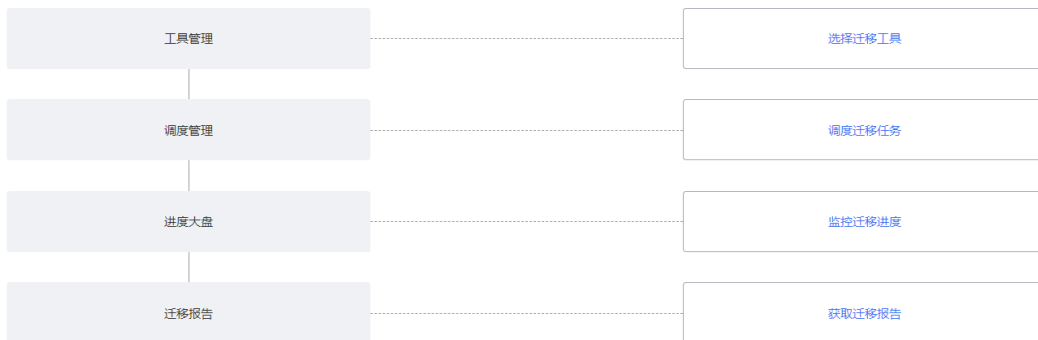 工具管理
选择迁移工具
调度管理
调度迁移任务
进度大盘
监控迁移进度
迁移报告
获取迁移报告